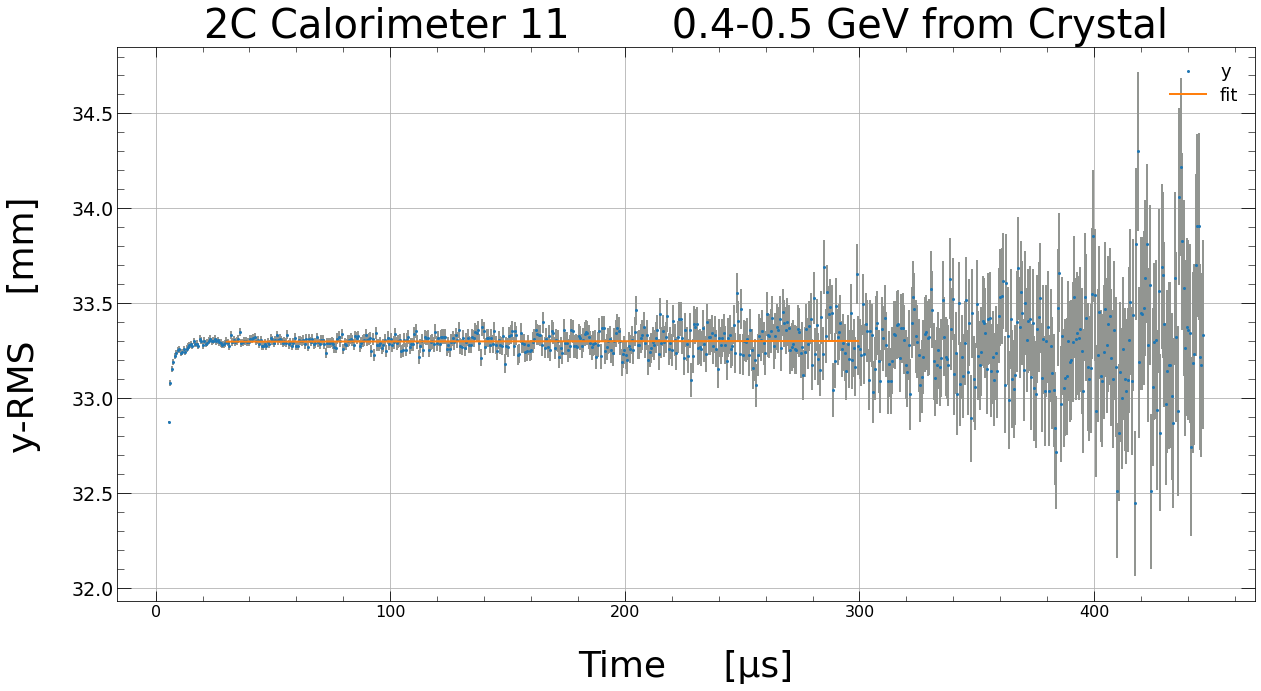 2C Calorimeter 11 0.4-0.5 GeV from Crystal
y
fit
34.5
34.0
33.5
33.0
32.5
32.0
y-RMS [mm]
0 100 200 300 400
Time [µs]